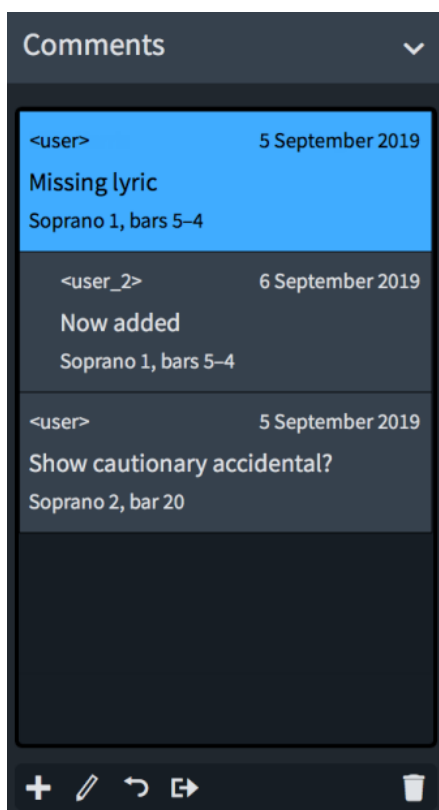 Comments
<user> 5 September 2019
Missing lyric
Soprano 1, bars 5–4
<user_2> 6 September 2019
Now added
Soprano 1, bars 5–4
<user> 5 September 2019
Show cautionary accidental?
Soprano 2, bar 20